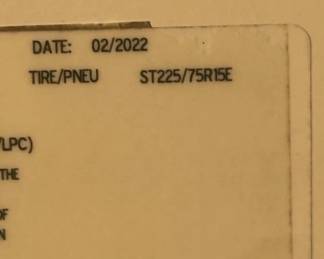 DATE: 02/2022
TIRE/PNEU ST225/75R15E
/LPC)
THE
OF
N